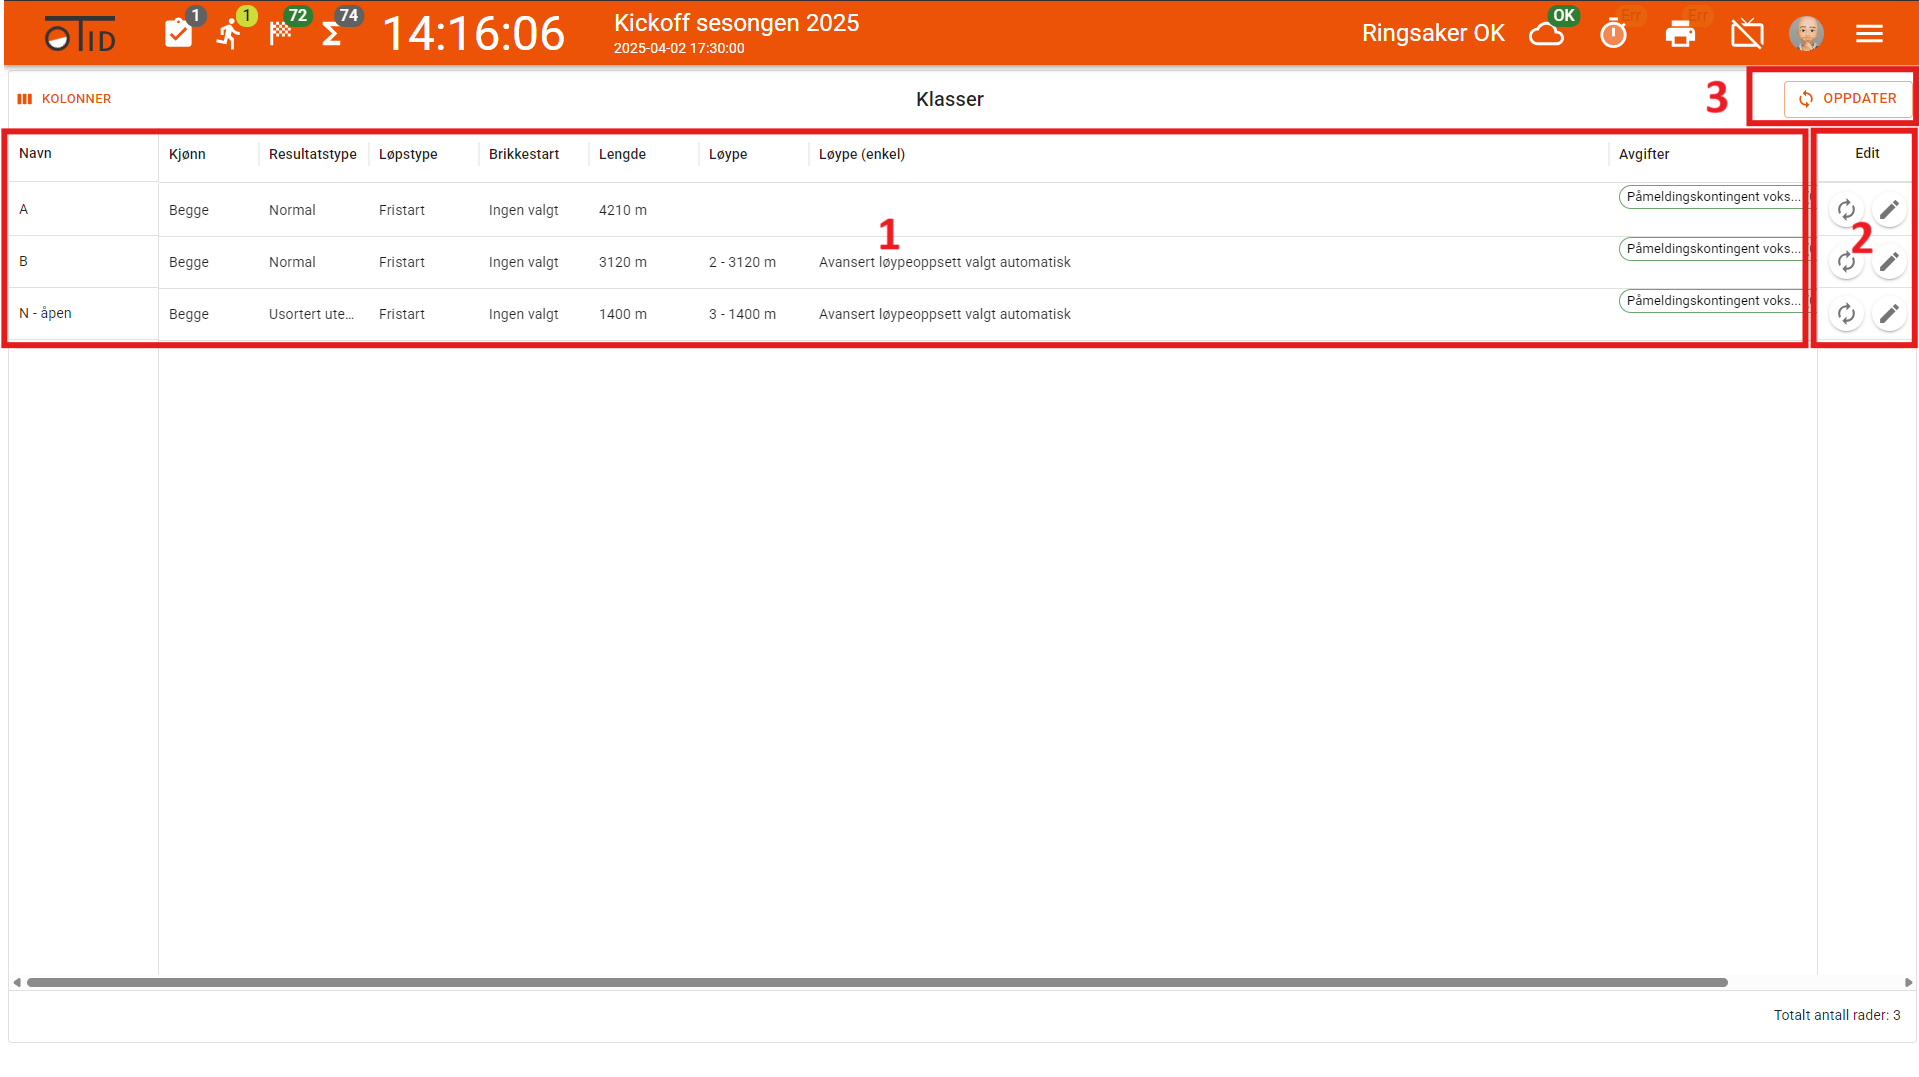 OTID 1 1 72 74 14:16:06 Kickoff sesongen 2025 Ringsaker OK OK Err Err
2025-04-02 17:30:00
KOLONNER Klasser 3 OPPDATER
Navn Kjønn Resultatstype Løpstype Brikkestart Lengde Løype Løype (enkel) Avgifter Edit
A Begge Normal Fristart Ingen valgt 4210 m Påmeldingskontingent voks...
1 2
B Begge Normal Fristart Ingen valgt 3120 m 2 - 3120 m Avansert løypeoppsett valgt automatisk Påmeldingskontingent voks...
N - åpen Begge Usortert ute... Fristart Ingen valgt 1400 m 3 - 1400 m Avansert løypeoppsett valgt automatisk Påmeldingskontingent voks...
Totalt antall rader: 3